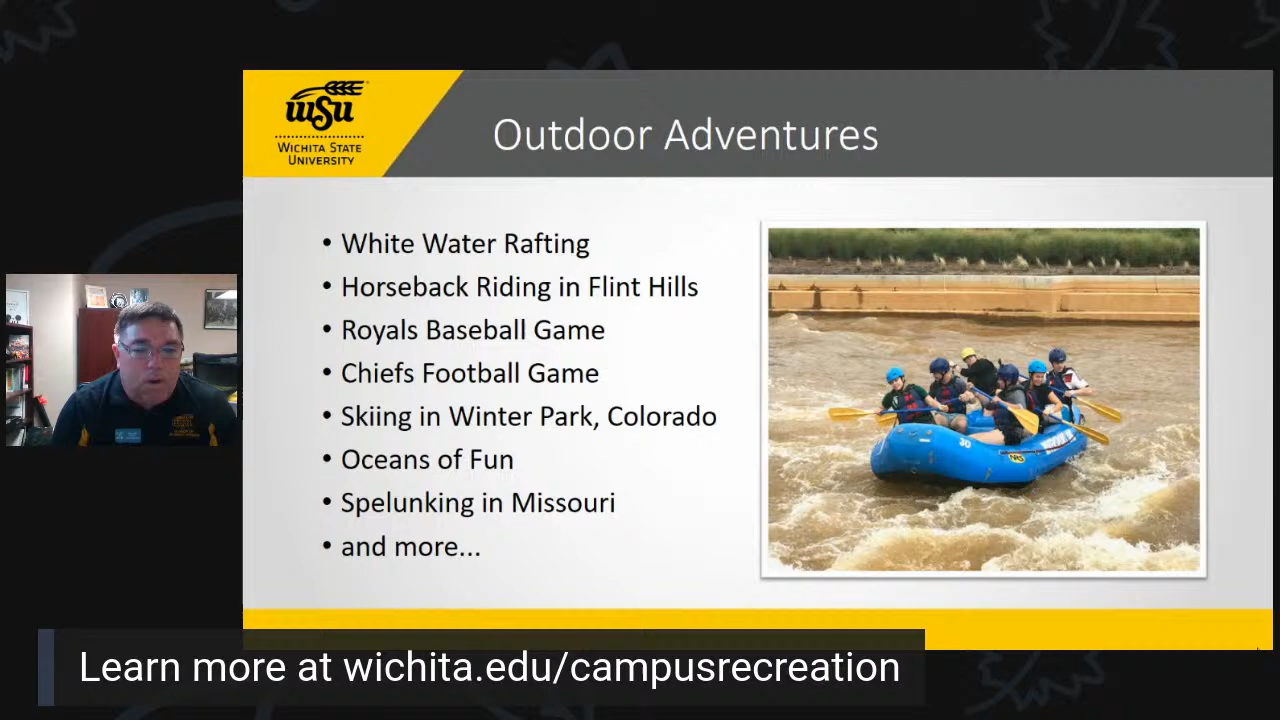 WSU
WICHITA STATE
UNIVERSITY
Outdoor Adventures
• White Water Rafting
• Horseback Riding in Flint Hills
• Royals Baseball Game
• Chiefs Football Game
• Skiing in Winter Park, Colorado
• Oceans of Fun
• Spelunking in Missouri
• and more...
30
NRS
Learn more at wichita.edu/campusrecreation